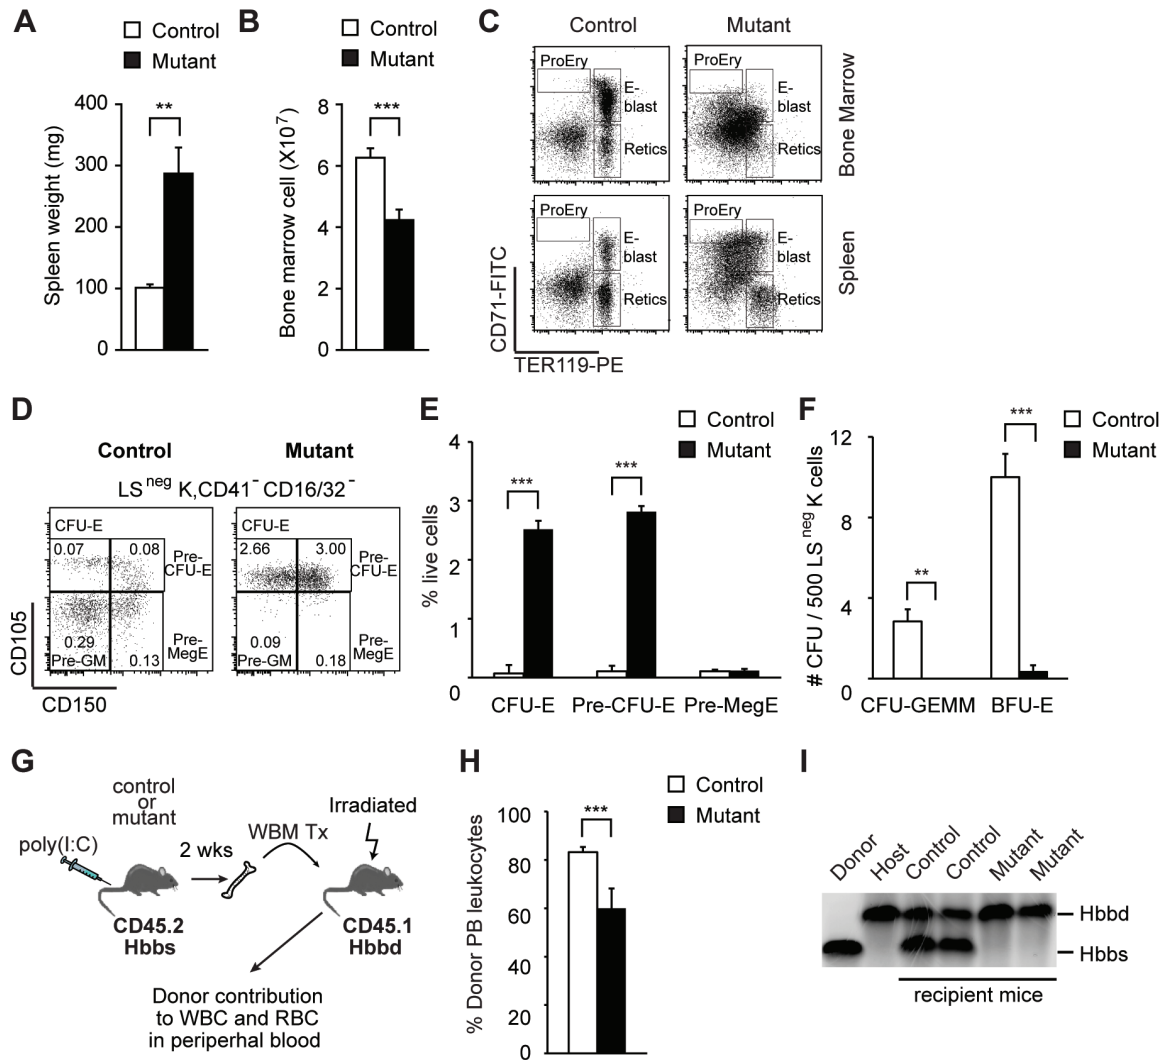 A
Control
Mutant
Spleen weight (mg)
400
300
200
100
0
**
B
Control
Mutant
Bone marrow cell (X10⁷)
8
6
4
2
0
***
C
Control
Mutant
ProEry
E-
blast
Retics
ProEry
E-
blast
Retics
Bone Marrow
ProEry
E-
blast
Retics
ProEry
E-
blast
Retics
Spleen
CD71-FITC
TER119-PE
D
Control
Mutant
LSⁿᵉᵍ K,CD41⁻ CD16/32⁻
CFU-E
0.07
0.08
Pre-
CFU-E
0.29
Pre-GM
0.13
Pre-
MegE
CFU-E
2.66
3.00
Pre-
CFU-E
0.09
Pre-GM
0.18
Pre-
MegE
CD105
CD150
E
Control
Mutant
% live cells
4
3
2
1
0
***
***
CFU-E
Pre-CFU-E
Pre-MegE
F
Control
Mutant
# CFU / 500 LSⁿᵉᵍ K cells
12
8
4
0
**
***
CFU-GEMM
BFU-E
G
control
or
mutant
poly(I:C)
2 wks
WBM Tx
Irradiated
CD45.2
Hbbs
CD45.1
Hbbd
Donor contribution
to WBC and RBC
in periperhal blood
H
Control
Mutant
% Donor PB leukocytes
100
80
60
40
20
0
***
I
Donor
Host
Control
Control
Mutant
Mutant
Hbbd
Hbbs
recipient mice